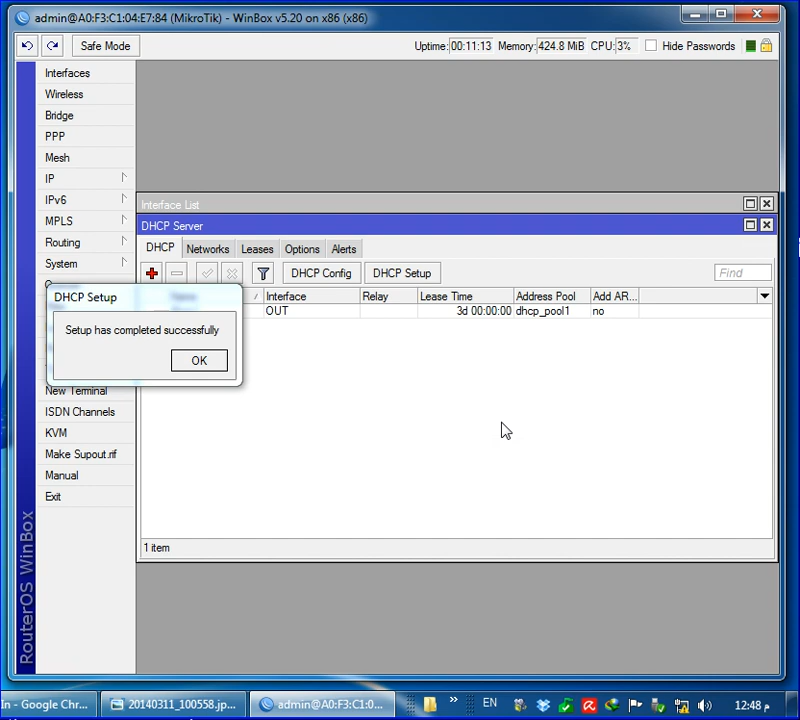 admin@A0:F3:C1:04:E7:84 (MikroTik) - WinBox v5.20 on x86 (x86)
Safe Mode
Uptime: 00:11:13 Memory: 424.8 MiB CPU: 3% Hide Passwords
Interfaces
Wireless
Bridge
PPP
Mesh
IP
IPv6
MPLS
Routing
System
New Terminal
ISDN Channels
KVM
Make Supout.rif
Manual
Exit
RouterOS WinBox
Interface List
DHCP Server
DHCP Networks Leases Options Alerts
DHCP Config DHCP Setup Find
Name Interface Relay Lease Time Address Pool Add AR...
OUT 3d 00:00:00 dhcp_pool1 no
1 item
DHCP Setup
Setup has completed successfully
OK
In - Google Chr... 20140311_100558.jp... admin@A0:F3:C1:0... » EN 12:48 م